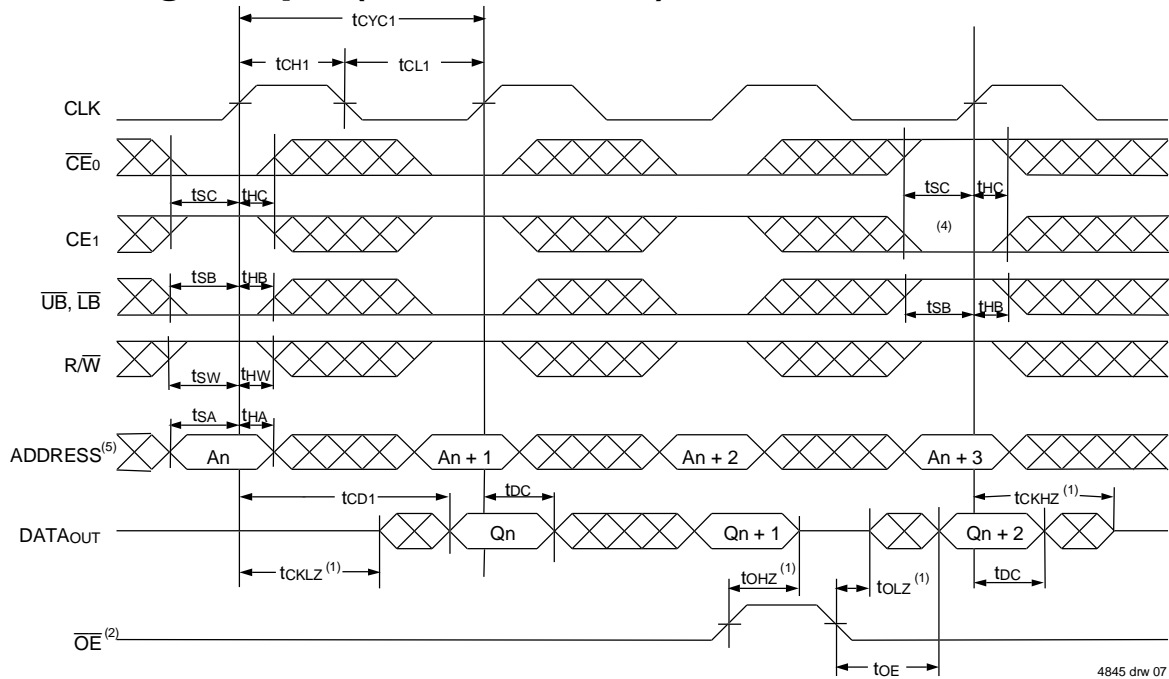 tCYC1
tCH1
tCL1
CLK
CE0
tSC
tHC
tSC
tHC
CE1
(4)
tSB
tHB
UB, LB
tSB
tHB
R/W
tSW
tHW
tSA
tHA
ADDRESS(5)
An
An + 1
An + 2
An + 3
tCD1
tDC
tCKHZ (1)
DATAOUT
Qn
Qn + 1
Qn + 2
tCKLZ (1)
tOHZ (1)
tOLZ (1)
tDC
OE (2)
tOE
4845 drw 07